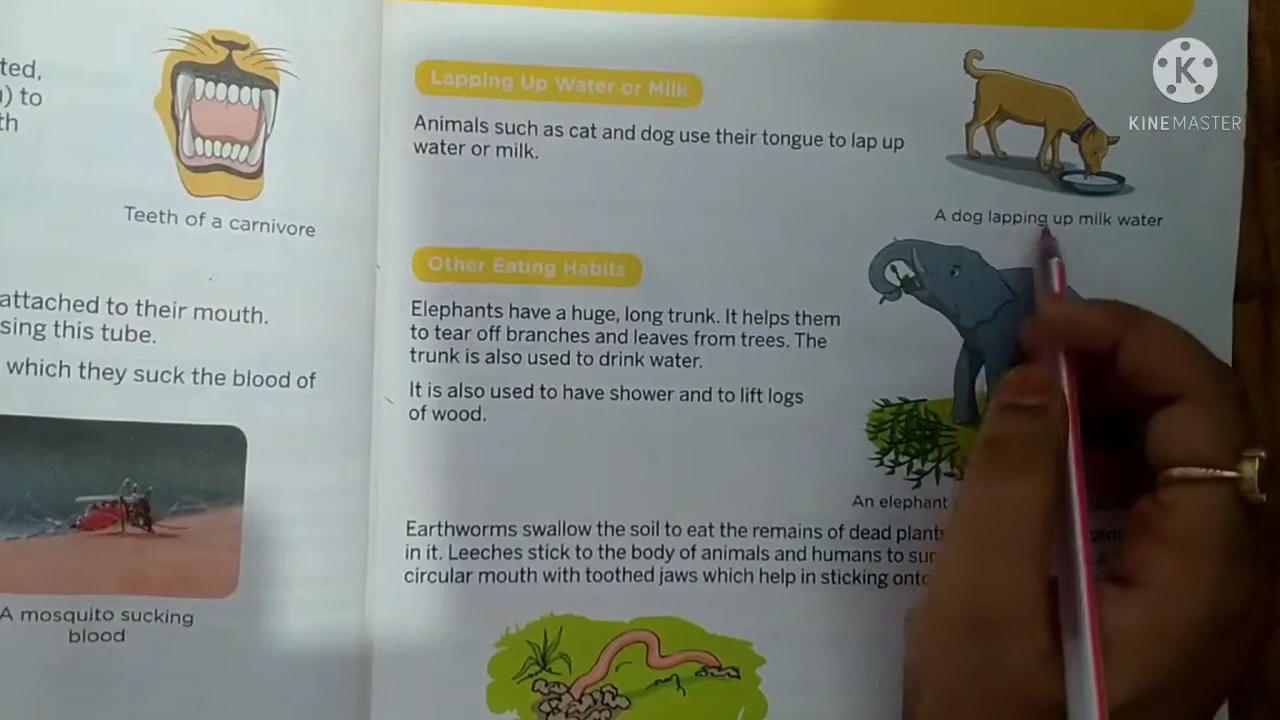 ted,
) to
th
Teeth of a carnivore
attached to their mouth.
sing this tube.
which they suck the blood of
A mosquito sucking
blood
Lapping Up Water or Milk
Animals such as cat and dog use their tongue to lap up
water or milk.
A dog lapping up milk water
Other Eating Habits
Elephants have a huge, long trunk. It helps them
to tear off branches and leaves from trees. The
trunk is also used to drink water.
It is also used to have shower and to lift logs
of wood.
An elephant
Earthworms swallow the soil to eat the remains of dead plants
in it. Leeches stick to the body of animals and humans to
circular mouth with toothed jaws which help in sticking
K
KINEMASTER